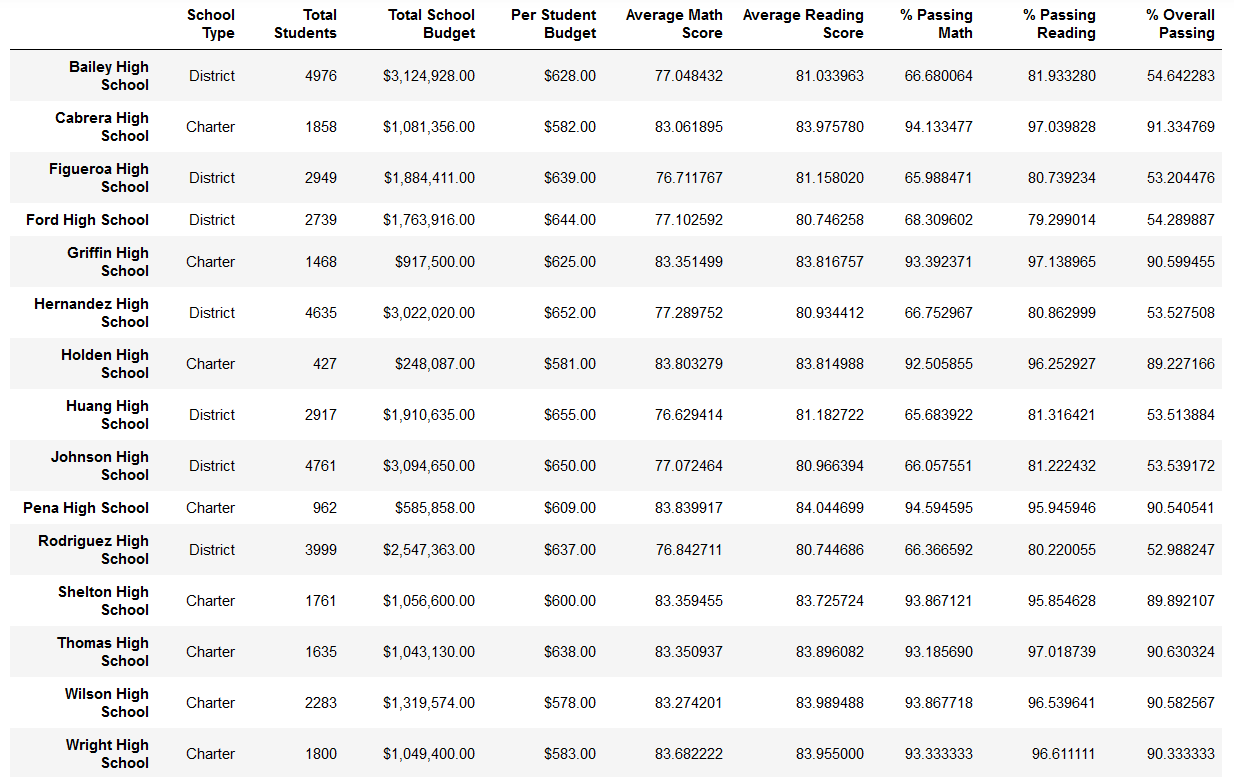 School Total Total School Per Student Average Math Average Reading % Passing % Passing % Overall
Type Students Budget Budget Score Score Math Reading Passing
Bailey High
School District 4976 $3,124,928.00 $628.00 77.048432 81.033963 66.680064 81.933280 54.642283
Cabrera High
School Charter 1858 $1,081,356.00 $582.00 83.061895 83.975780 94.133477 97.039828 91.334769
Figueroa High
School District 2949 $1,884,411.00 $639.00 76.711767 81.158020 65.988471 80.739234 53.204476
Ford High School District 2739 $1,763,916.00 $644.00 77.102592 80.746258 68.309602 79.299014 54.289887
Griffin High
School Charter 1468 $917,500.00 $625.00 83.351499 83.816757 93.392371 97.138965 90.599455
Hernandez High
School District 4635 $3,022,020.00 $652.00 77.289752 80.934412 66.752967 80.862999 53.527508
Holden High
School Charter 427 $248,087.00 $581.00 83.803279 83.814988 92.505855 96.252927 89.227166
Huang High
School District 2917 $1,910,635.00 $655.00 76.629414 81.182722 65.683922 81.316421 53.513884
Johnson High
School District 4761 $3,094,650.00 $650.00 77.072464 80.966394 66.057551 81.222432 53.539172
Pena High School Charter 962 $585,858.00 $609.00 83.839917 84.044699 94.594595 95.945946 90.540541
Rodriguez High
School District 3999 $2,547,363.00 $637.00 76.842711 80.744686 66.366592 80.220055 52.988247
Shelton High
School Charter 1761 $1,056,600.00 $600.00 83.359455 83.725724 93.867121 95.854628 89.892107
Thomas High
School Charter 1635 $1,043,130.00 $638.00 83.350937 83.896082 93.185690 97.018739 90.630324
Wilson High
School Charter 2283 $1,319,574.00 $578.00 83.274201 83.989488 93.867718 96.539641 90.582567
Wright High
School Charter 1800 $1,049,400.00 $583.00 83.682222 83.955000 93.333333 96.611111 90.333333